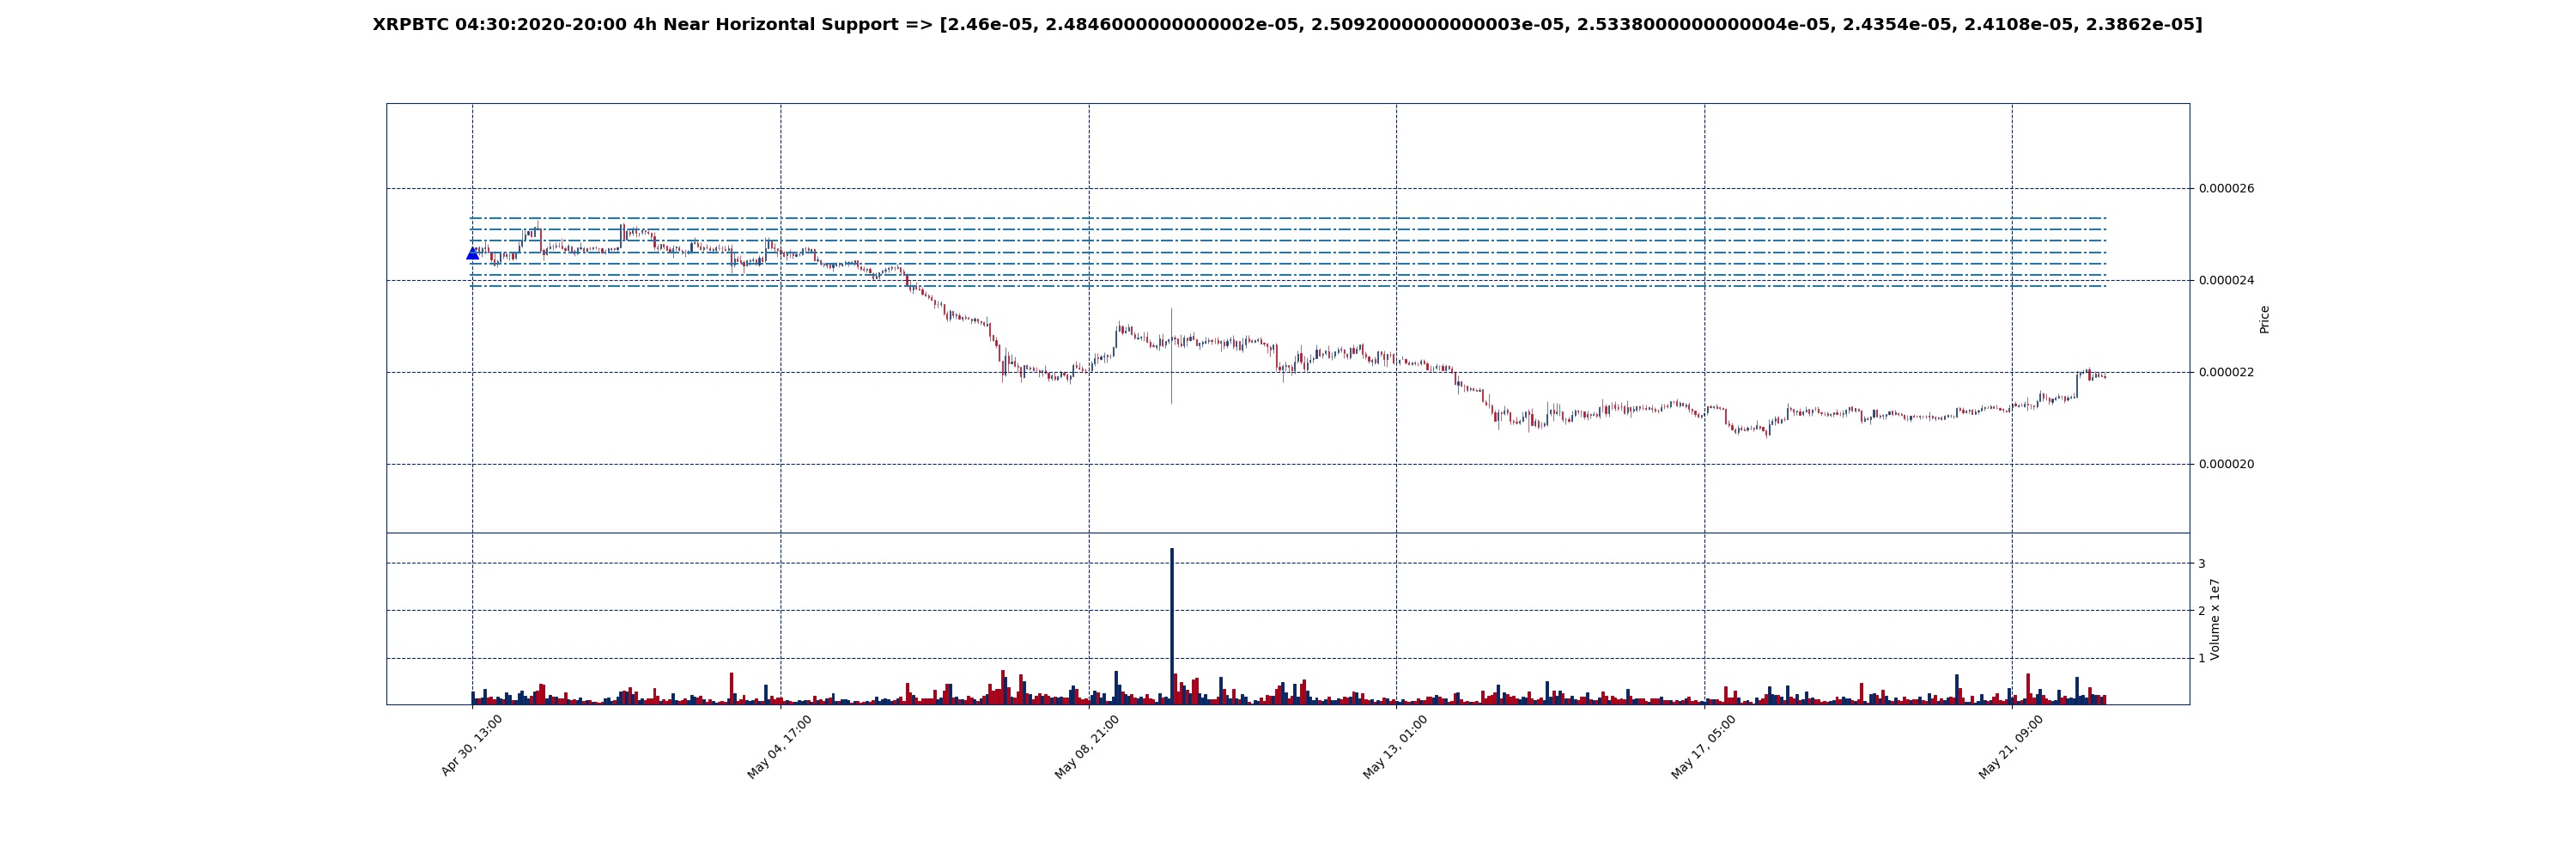 XRPBTC 04:30:2020-20:00 4h Near Horizontal Support => [2.46e-05, 2.4846000000000002e-05, 2.5092000000000003e-05, 2.5338000000000004e-05, 2.4354e-05, 2.4108e-05, 2.3862e-05]
0.000026
0.000024
Price
0.000022
0.000020
3
2
1
Volume x 1e7
Apr 30, 13:00
May 04, 17:00
May 08, 21:00
May 13, 01:00
May 17, 05:00
May 21, 09:00